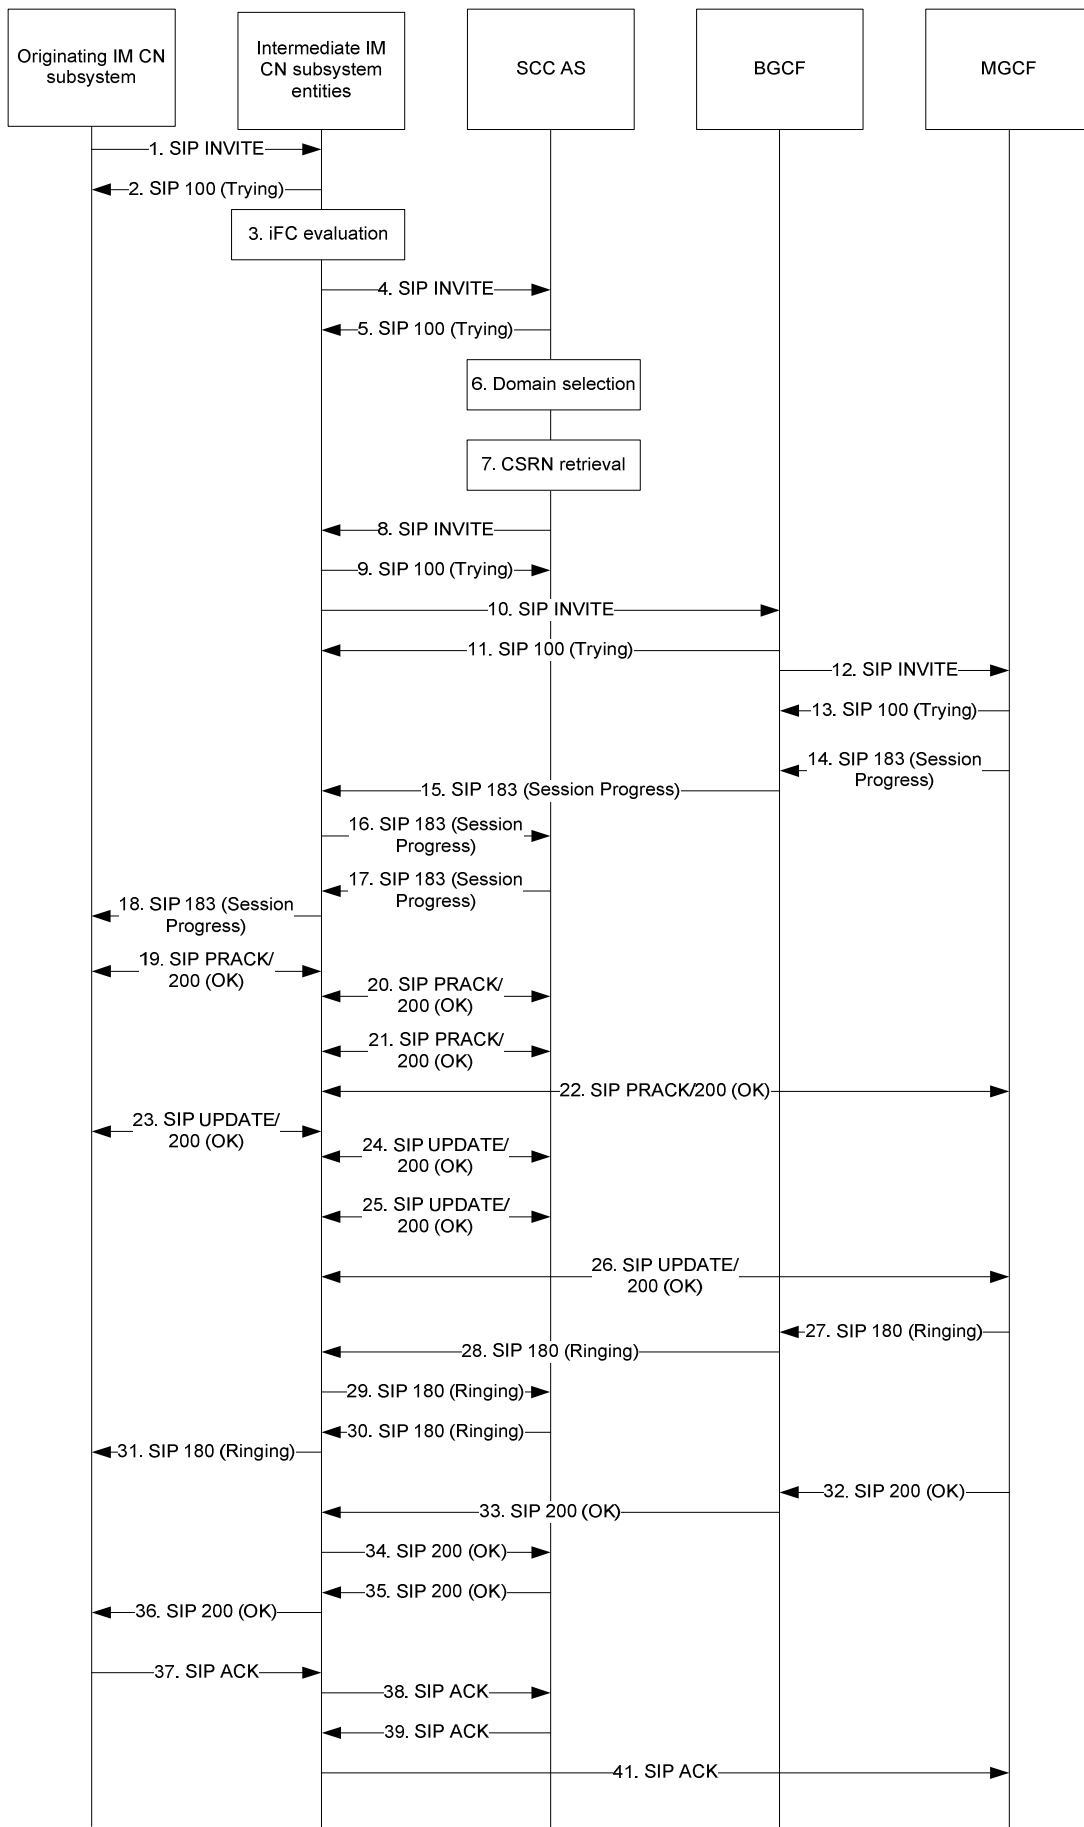 Originating IM CN
subsystem
Intermediate IM
CN subsystem
entities
SCC AS
BGCF
MGCF
1. SIP INVITE
2. SIP 100 (Trying)
3. iFC evaluation
4. SIP INVITE
5. SIP 100 (Trying)
6. Domain selection
7. CSRN retrieval
8. SIP INVITE
9. SIP 100 (Trying)
10. SIP INVITE
11. SIP 100 (Trying)
12. SIP INVITE
13. SIP 100 (Trying)
14. SIP 183 (Session
Progress)
15. SIP 183 (Session Progress)
16. SIP 183 (Session
Progress)
17. SIP 183 (Session
Progress)
18. SIP 183 (Session
Progress)
19. SIP PRACK/
200 (OK)
20. SIP PRACK/
200 (OK)
21. SIP PRACK/
200 (OK)
22. SIP PRACK/200 (OK)
23. SIP UPDATE/
200 (OK)
24. SIP UPDATE/
200 (OK)
25. SIP UPDATE/
200 (OK)
26. SIP UPDATE/
200 (OK)
27. SIP 180 (Ringing)
28. SIP 180 (Ringing)
29. SIP 180 (Ringing)
30. SIP 180 (Ringing)
31. SIP 180 (Ringing)
32. SIP 200 (OK)
33. SIP 200 (OK)
34. SIP 200 (OK)
35. SIP 200 (OK)
36. SIP 200 (OK)
37. SIP ACK
38. SIP ACK
39. SIP ACK
41. SIP ACK